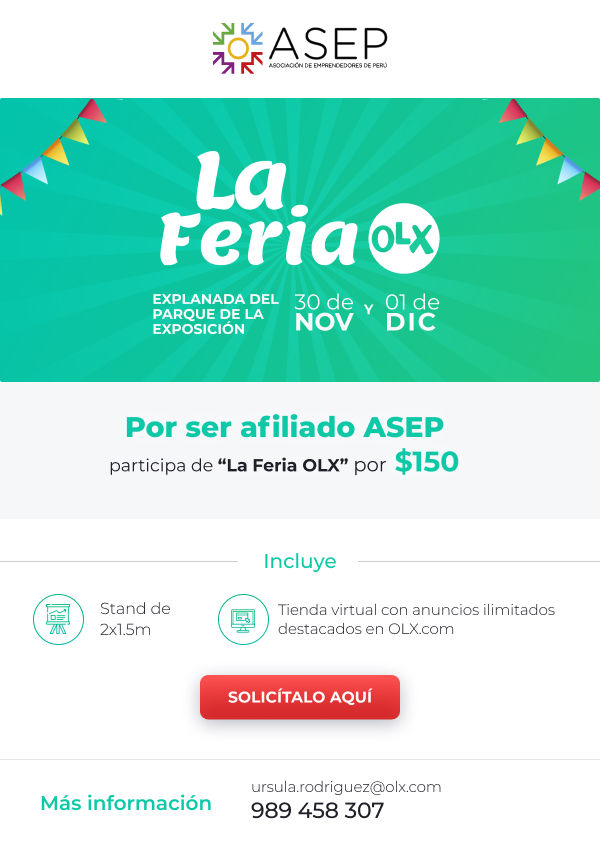 ASEP
ASOCIACIÓN DE EMPRENDEDORES DE PERÚ
La
Feria OLX
EXPLANADA DEL
PARQUE DE LA
EXPOSICIÓN
30 de
NOV
Y
01 de
DIC
Por ser afiliado ASEP
participa de “La Feria OLX” por $150
Incluye
Stand de
2x1.5m
Tienda virtual con anuncios ilimitados
destacados en OLX.com
SOLICÍTALO AQUÍ
Más información
ursula.rodriguez@olx.com
989 458 307